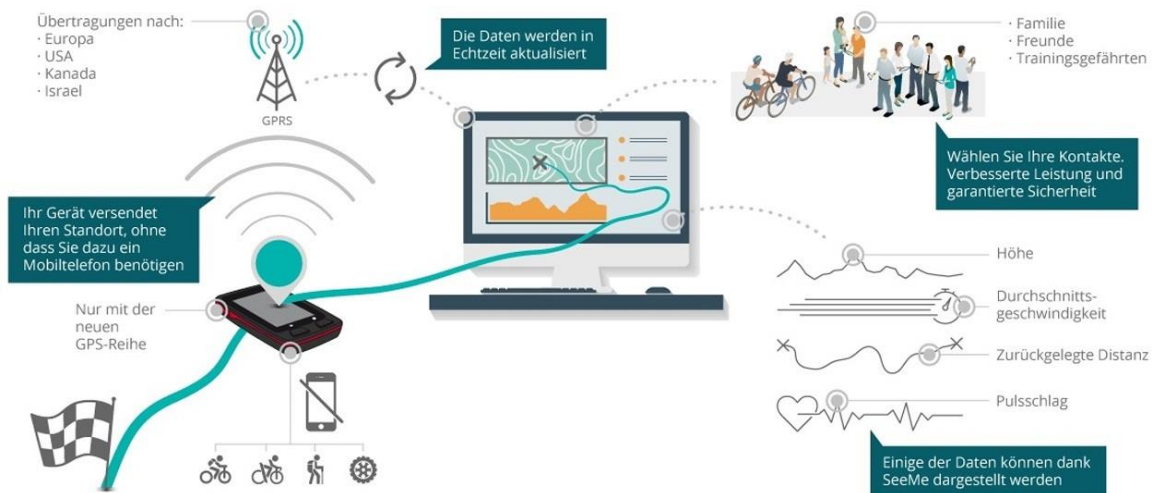 Übertragungen nach:
· Europa
· USA
· Kanada
· Israel
GPRS
Die Daten werden in
Echtzeit aktualisiert
· Familie
· Freunde
· Trainingsgefährten
Wählen Sie Ihre Kontakte.
Verbesserte Leistung und
garantierte Sicherheit
Ihr Gerät versendet
Ihren Standort, ohne
dass Sie dazu ein
Mobiltelefon benötigen
Nur mit der
neuen
GPS-Reihe
Höhe
Durchschnitts-
geschwindigkeit
Zurückgelegte Distanz
Pulsschlag
Einige der Daten können dank
SeeMe dargestellt werden